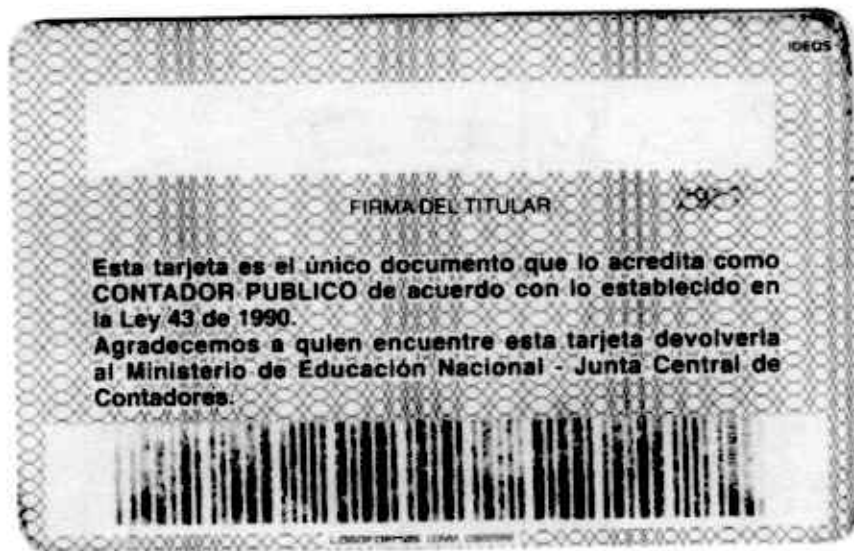 IDEOS
FIRMA DEL TITULAR
Esta tarjeta es el único documento que lo acredita como
CONTADOR PUBLICO de acuerdo con lo establecido en
la Ley 43 de 1990.
Agradecemos a quien encuentre esta tarjeta devolverla
al Ministerio de Educación Nacional - Junta Central de
Contadores.